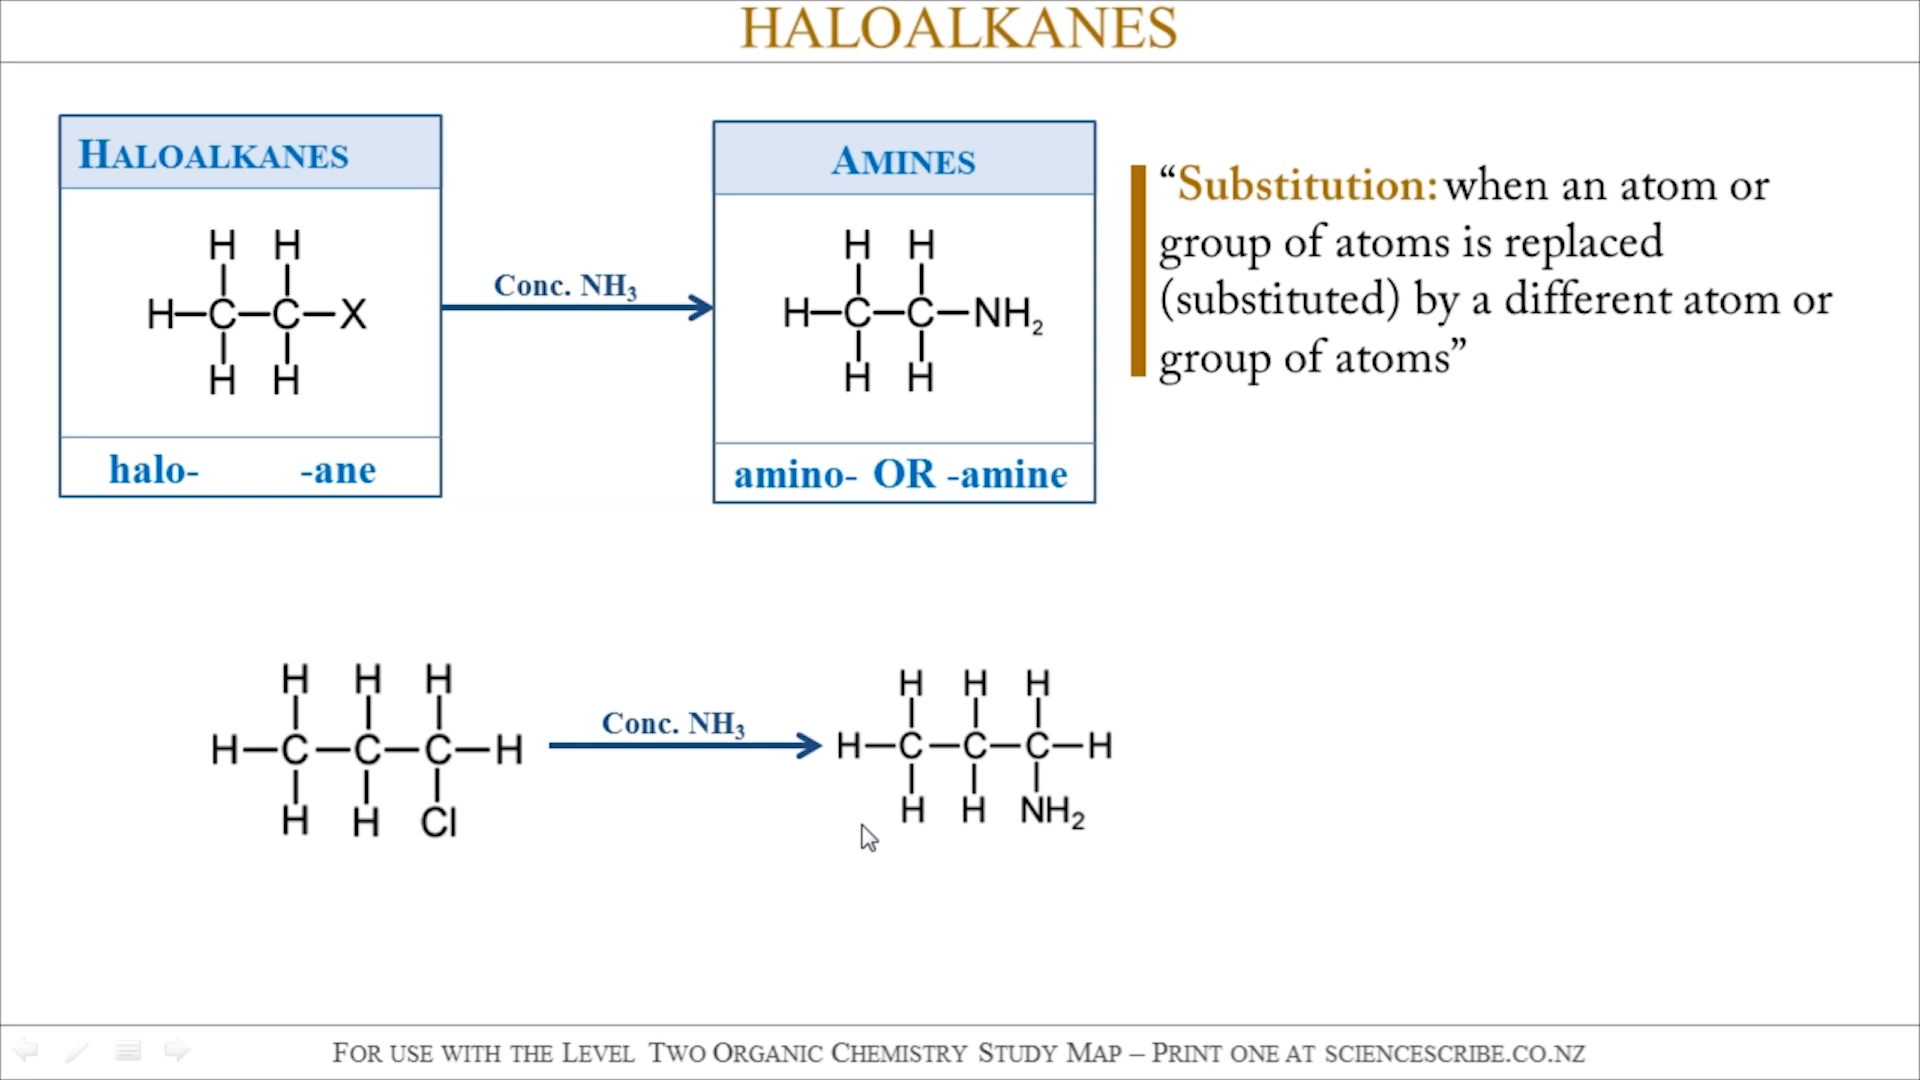 HALOALKANES
HALOALKANES
H H
H–C–C–X
H H
halo- -ane
Conc. NH₃
AMINES
H H
H–C–C–NH₂
H H
amino- OR -amine
“Substitution: when an atom or
group of atoms is replaced
(substituted) by a different atom or
group of atoms”
H H H
H–C–C–C–H
H H Cl
Conc. NH₃
H H H
H–C–C–C–H
H H NH₂
FOR USE WITH THE LEVEL TWO ORGANIC CHEMISTRY STUDY MAP – PRINT ONE AT SCIENCESCRIBE.CO.NZ